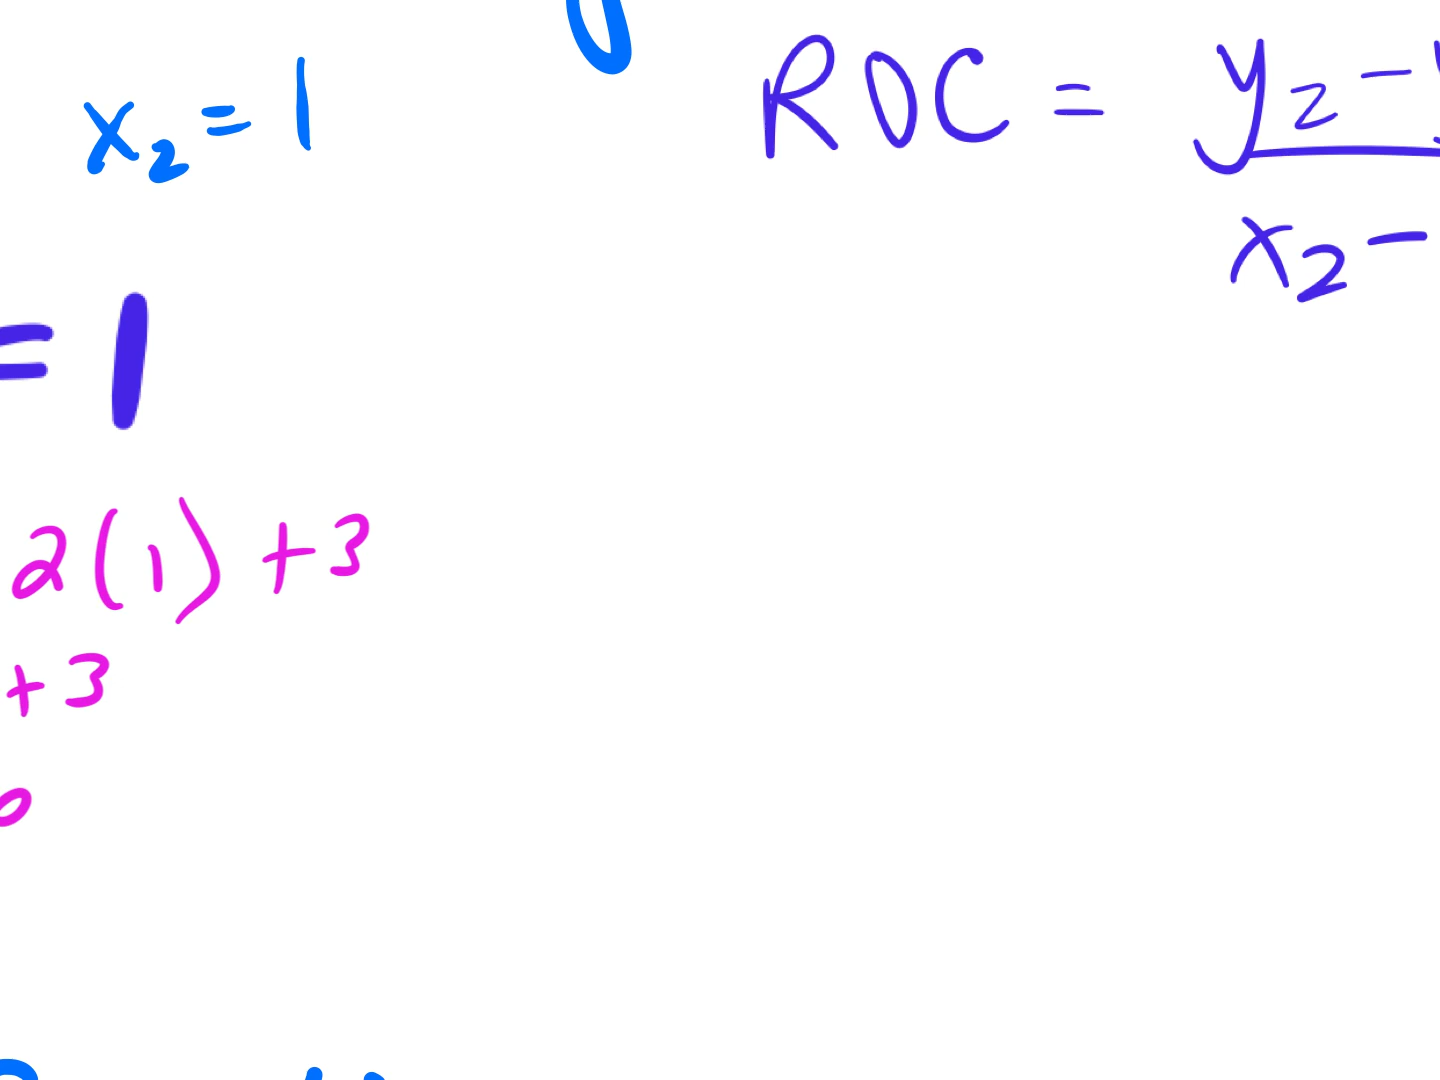 x₂ = 1
ROC = y₂ −
x₂ −
= 1
2(1) + 3
+ 3